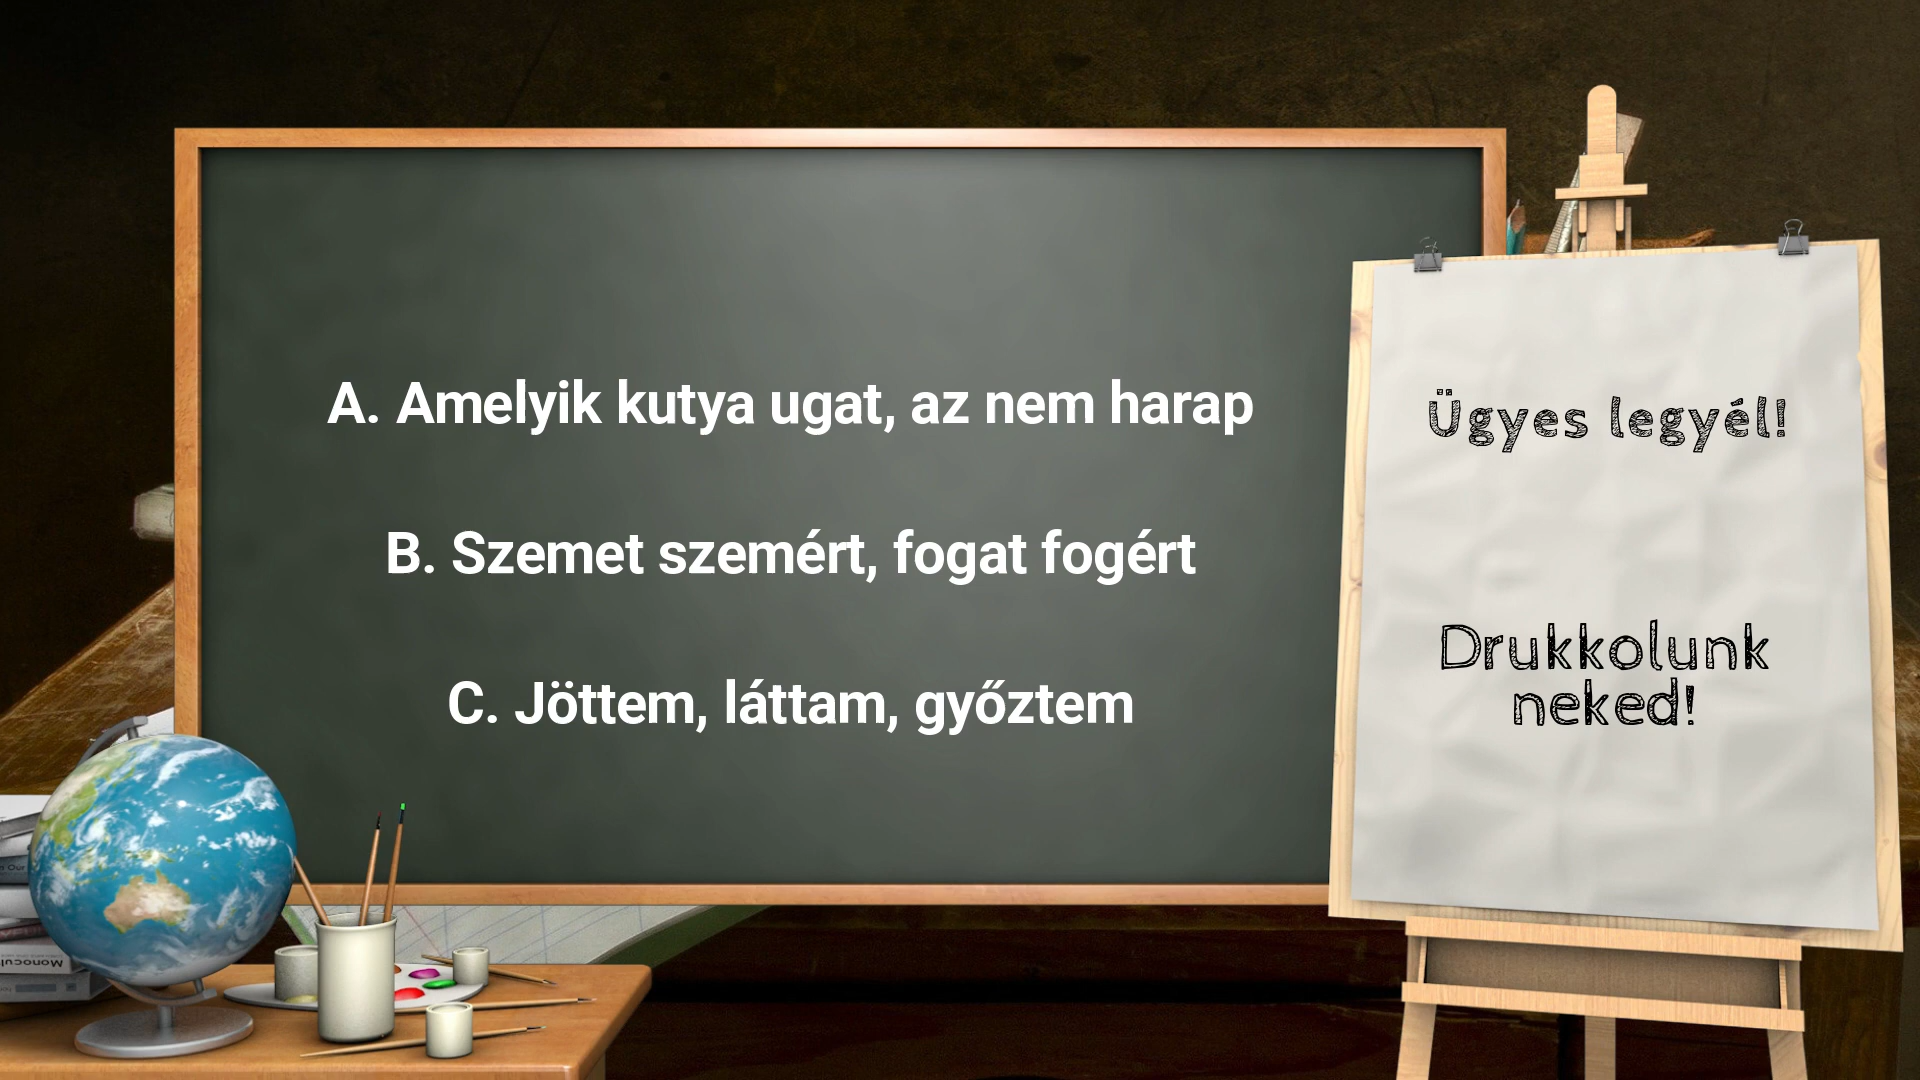 A. Amelyik kutya ugat, az nem harap
B. Szemet szemért, fogat fogért
C. Jöttem, láttam, győztem
Ügyes legyél!
Drukkolunk
neked!